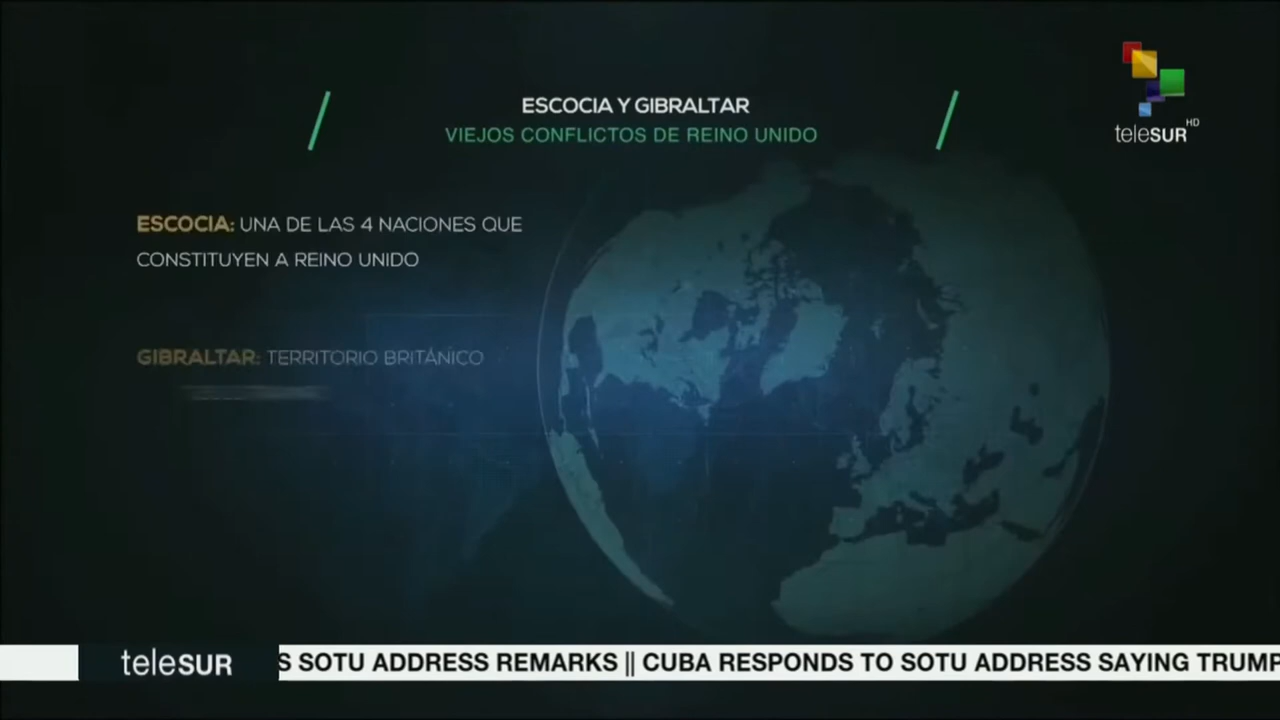 ESCOCIA Y GIBRALTAR
VIEJOS CONFLICTOS DE REINO UNIDO
teleSUR HD
ESCOCIA: UNA DE LAS 4 NACIONES QUE
CONSTITUYEN A REINO UNIDO
GIBRALTAR: TERRITORIO BRITÁNICO
teleSUR
S SOTU ADDRESS REMARKS || CUBA RESPONDS TO SOTU ADDRESS SAYING TRUMP